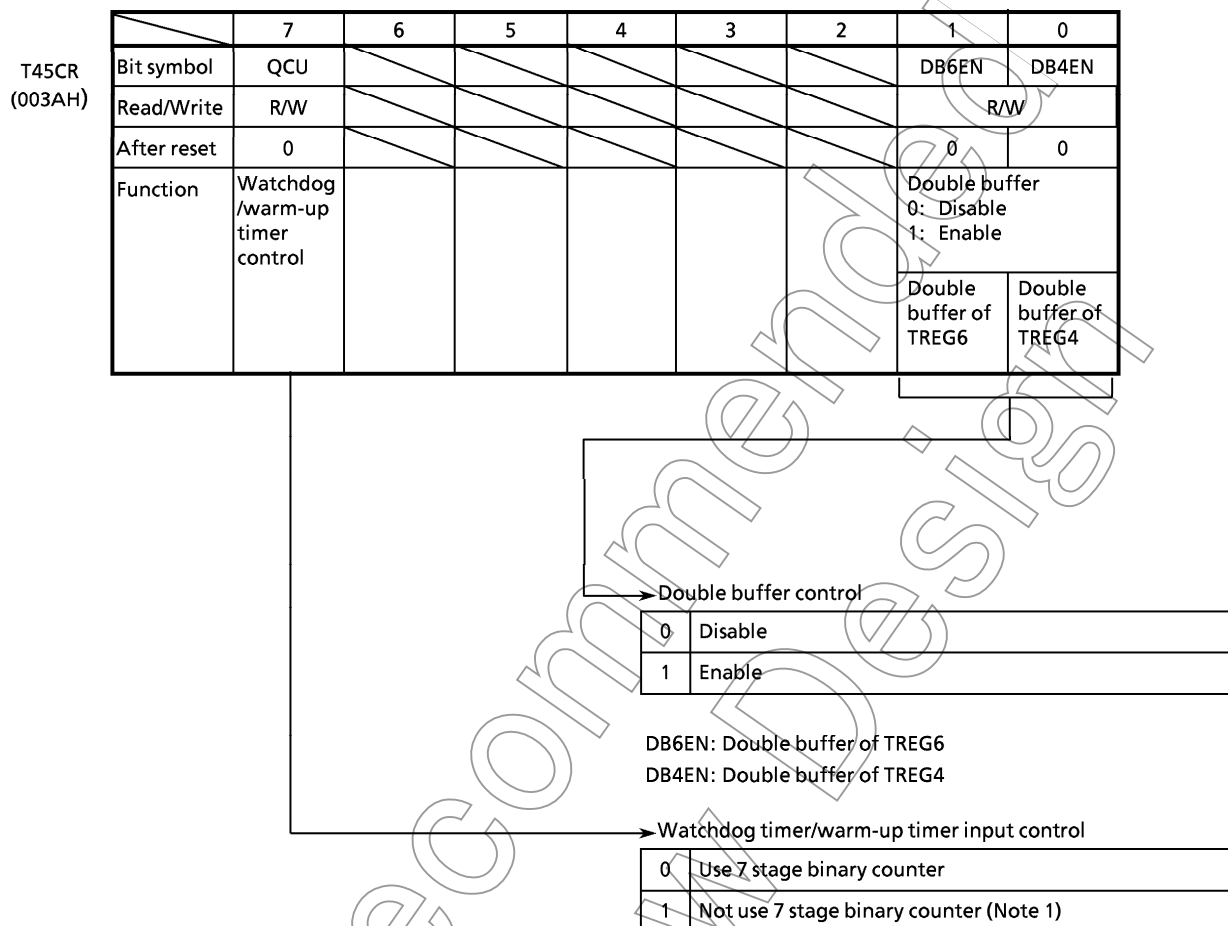 7 6 5 4 3 2 1 0
T45CR
(003AH)
Bit symbol QCU DB6EN DB4EN
Read/Write R/W R/W
After reset 0 0 0
Function
Watchdog
/warm-up
timer
control
Double buffer
0: Disable
1: Enable
Double
buffer of
TREG6
Double
buffer of
TREG4
Double buffer control
0 Disable
1 Enable
DB6EN: Double buffer of TREG6
DB4EN: Double buffer of TREG4
Watchdog timer/warm-up timer input control
0 Use 7 stage binary counter
1 Not use 7 stage binary counter (Note 1)
ecommended
w Design